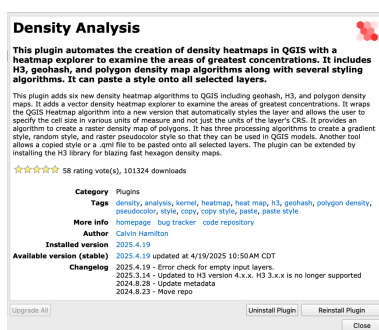 Density Analysis
This plugin automates the creation of density heatmaps in QGIS with a
heatmap explorer to examine the areas of greatest concentrations. It includes
H3, geohash, and polygon density map algorithms along with several styling
algorithms. It can paste a style onto all selected layers.
This plugin adds six new density heatmap algorithms to QGIS including geohash, H3, and polygon density
maps. It adds a vector density heatmap explorer to examine the areas of greatest concentrations. It wraps
the QGIS Heatmap algorithm into a new version that automatically styles the layer and allows the user to
specify the cell size in various units of measure and not just the units of the layer's CRS. It provides an
algorithm to create a raster density map of polygons. It has three processing algorithms to create a gradient
style, random style, and raster pseudocolor style so that they can be used in QGIS models. Another tool
allows a copied style or a .qml file to be pasted onto all selected layers. The plugin can be extended by
installing the H3 library for blazing fast hexagon density maps.
58 rating vote(s), 101324 downloads
Category Plugins
Tags density, analysis, kernel, heatmap, heat map, h3, geohash, polygon density,
pseudocolor, style, copy, copy style, paste, paste style
More info homepage bug tracker code repository
Author Calvin Hamilton
Installed version 2025.4.19
Available version (stable) 2025.4.19 updated at 4/19/2025 10:50 AM CDT
Changelog 2025.4.19 - Error check for empty input layers.
2025.3.14 - Updated to H3 version 4.x.x. H3 3.x.x is no longer supported
2024.8.28 - Update metadata
2024.8.23 - Move repo
Upgrade All Uninstall Plugin Reinstall Plugin
Close